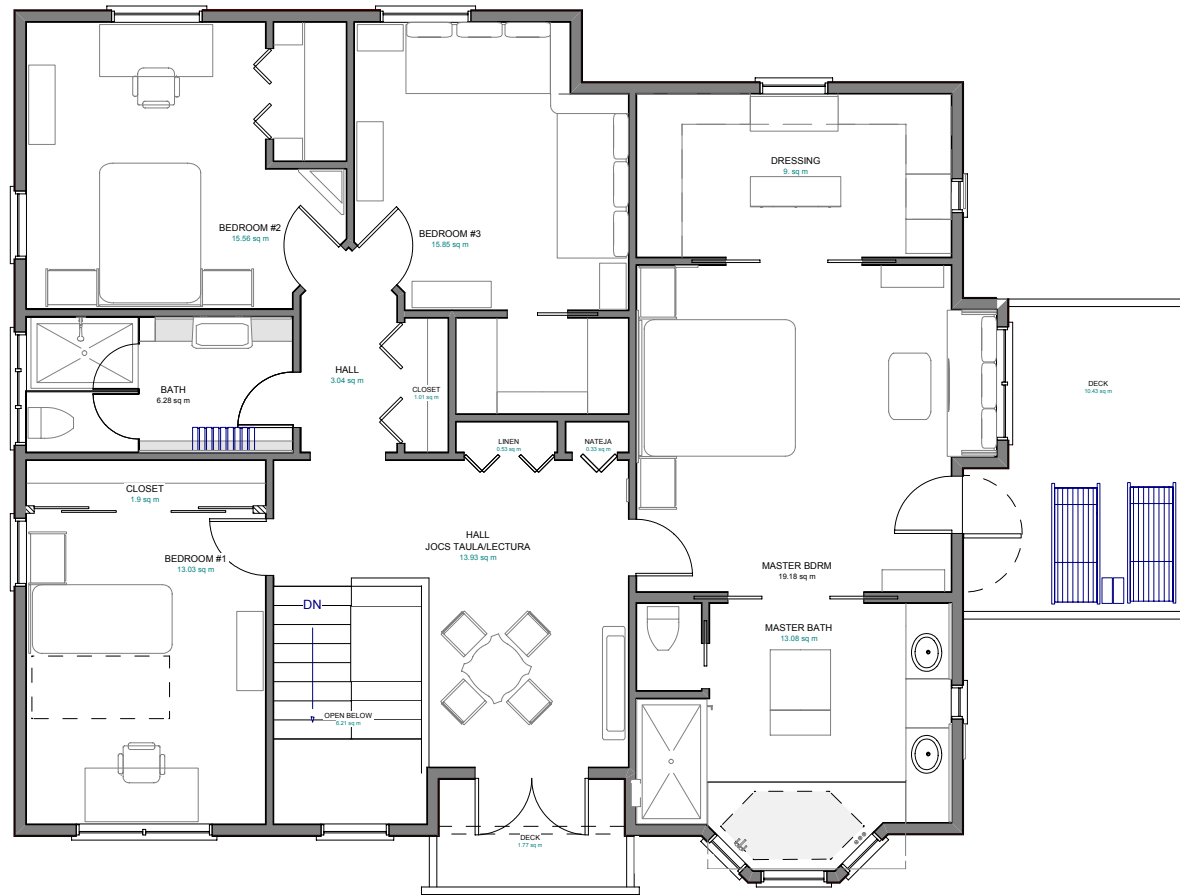 DRESSING
9. sq m
BEDROOM #2
15.56 sq m
BEDROOM #3
15.85 sq m
HALL
3.04 sq m
BATH
6.28 sq m
CLOSET
1.01 sq m
DECK
10.43 sq m
LINEN
0.53 sq m
NATEJA
0.33 sq m
CLOSET
1.9 sq m
HALL
JOCS TAULA/LECTURA
13.93 sq m
BEDROOM #1
13.03 sq m
MASTER BDRM
19.18 sq m
DN
MASTER BATH
13.08 sq m
OPEN BELOW
6.21 sq m
DECK
1.77 sq m